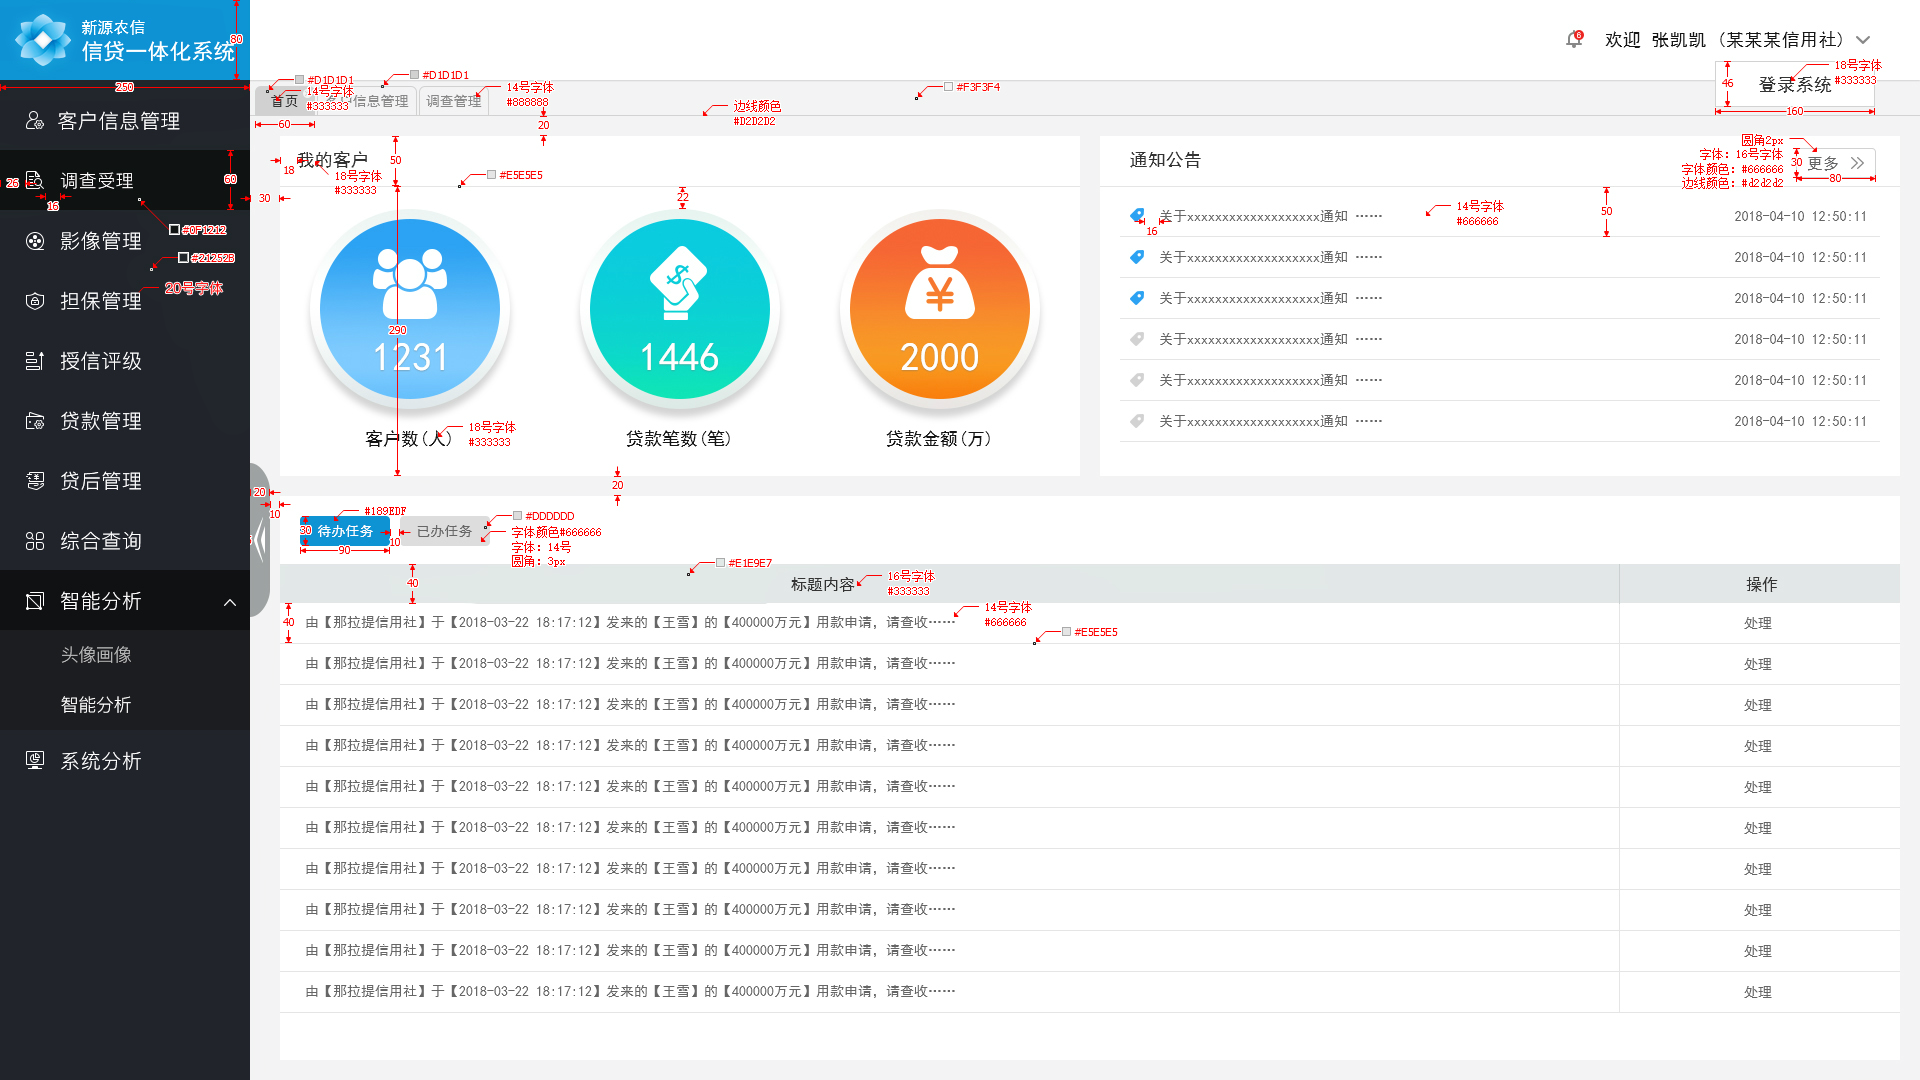 新源农信
信贷一体化系统
80
250
客户信息管理
调查受理
60
26
16
#0F1212
影像管理
#21252B
20号字体
担保管理
授信评级
贷款管理
贷后管理
综合查询
智能分析
头像画像
智能分析
系统分析
6
欢迎 张凯凯（某某某信用社）
18号字体
#333333
46
登录系统
160
#D1D1D1
#D1D1D1
14号字体
#333333
首页
客户信息管理
调查管理
14号字体
#888888
#F3F3F4
边线颜色
#D2D2D2
60
20
我的客户
50
18
18号字体
#333333
#E5E5E5
30
22
290
1231
1446
2000
客户数(人)
18号字体
#333333
贷款笔数(笔)
贷款金额(万)
20
通知公告
圆角2px
字体: 16号字体
字体颜色: #666666
边线颜色: #d2d2d2
30
更多
80
关于xxxxxxxxxxxxxxxxxxx通知 ……
16
14号字体
#666666
50
2018-04-10 12:50:11
关于xxxxxxxxxxxxxxxxxxx通知 ……
2018-04-10 12:50:11
关于xxxxxxxxxxxxxxxxxxx通知 ……
2018-04-10 12:50:11
关于xxxxxxxxxxxxxxxxxxx通知 ……
2018-04-10 12:50:11
关于xxxxxxxxxxxxxxxxxxx通知 ……
2018-04-10 12:50:11
关于xxxxxxxxxxxxxxxxxxx通知 ……
2018-04-10 12:50:11
20
10
#189EDF
30
待办任务
10
90
已办任务
#DDDDDD
字体颜色#666666
字体: 14号
圆角: 3px
#E1E9E7
40
标题内容
16号字体
#333333
操作
40
14号字体
#666666
#E5E5E5
由【那拉提信用社】于【2018-03-22 18:17:12】发来的【王雪】的【400000万元】用款申请，请查收……
处理
由【那拉提信用社】于【2018-03-22 18:17:12】发来的【王雪】的【400000万元】用款申请，请查收……
处理
由【那拉提信用社】于【2018-03-22 18:17:12】发来的【王雪】的【400000万元】用款申请，请查收……
处理
由【那拉提信用社】于【2018-03-22 18:17:12】发来的【王雪】的【400000万元】用款申请，请查收……
处理
由【那拉提信用社】于【2018-03-22 18:17:12】发来的【王雪】的【400000万元】用款申请，请查收……
处理
由【那拉提信用社】于【2018-03-22 18:17:12】发来的【王雪】的【400000万元】用款申请，请查收……
处理
由【那拉提信用社】于【2018-03-22 18:17:12】发来的【王雪】的【400000万元】用款申请，请查收……
处理
由【那拉提信用社】于【2018-03-22 18:17:12】发来的【王雪】的【400000万元】用款申请，请查收……
处理
由【那拉提信用社】于【2018-03-22 18:17:12】发来的【王雪】的【400000万元】用款申请，请查收……
处理
由【那拉提信用社】于【2018-03-22 18:17:12】发来的【王雪】的【400000万元】用款申请，请查收……
处理